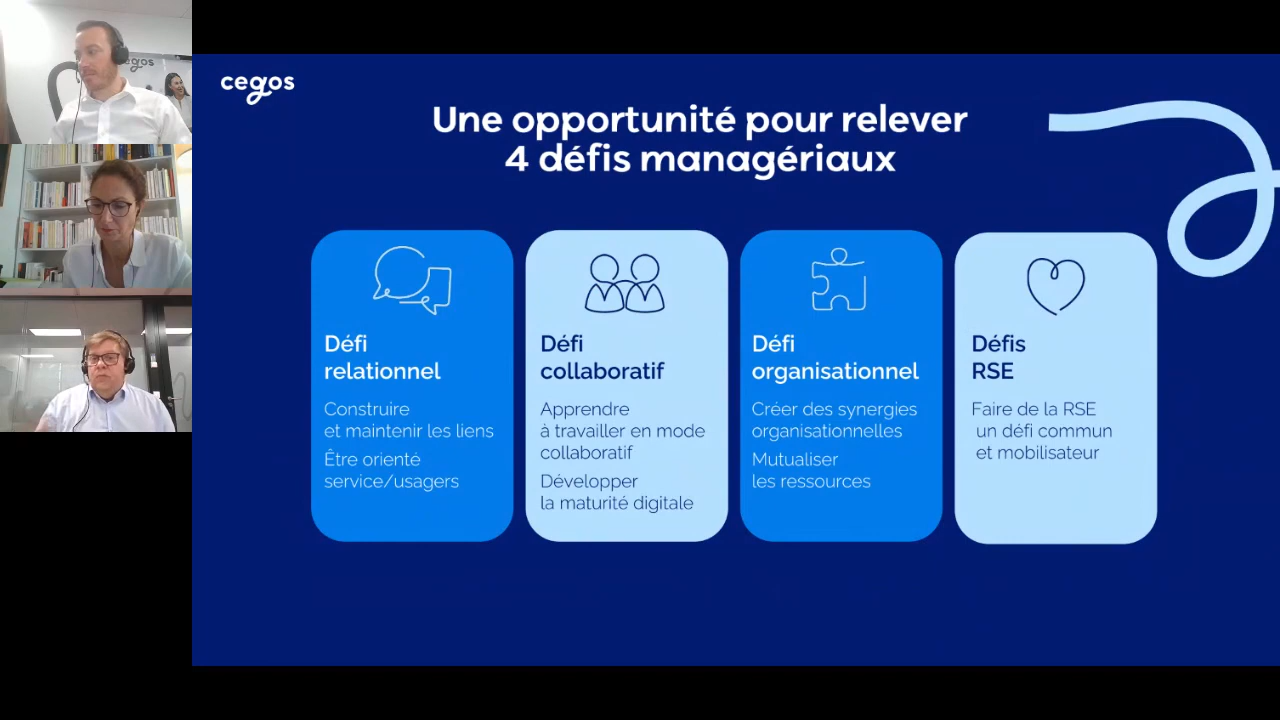 cegos
Une opportunité pour relever
4 défis managériaux
Défi
relationnel
Construire
et maintenir les liens
Être orienté
service/usagers
Défi
collaboratif
Apprendre
à travailler en mode
collaboratif
Développer
la maturité digitale
Défi
organisationnel
Créer des synergies
organisationnelles
Mutualiser
les ressources
Défis
RSE
Faire de la RSE
un défi commun
et mobilisateur